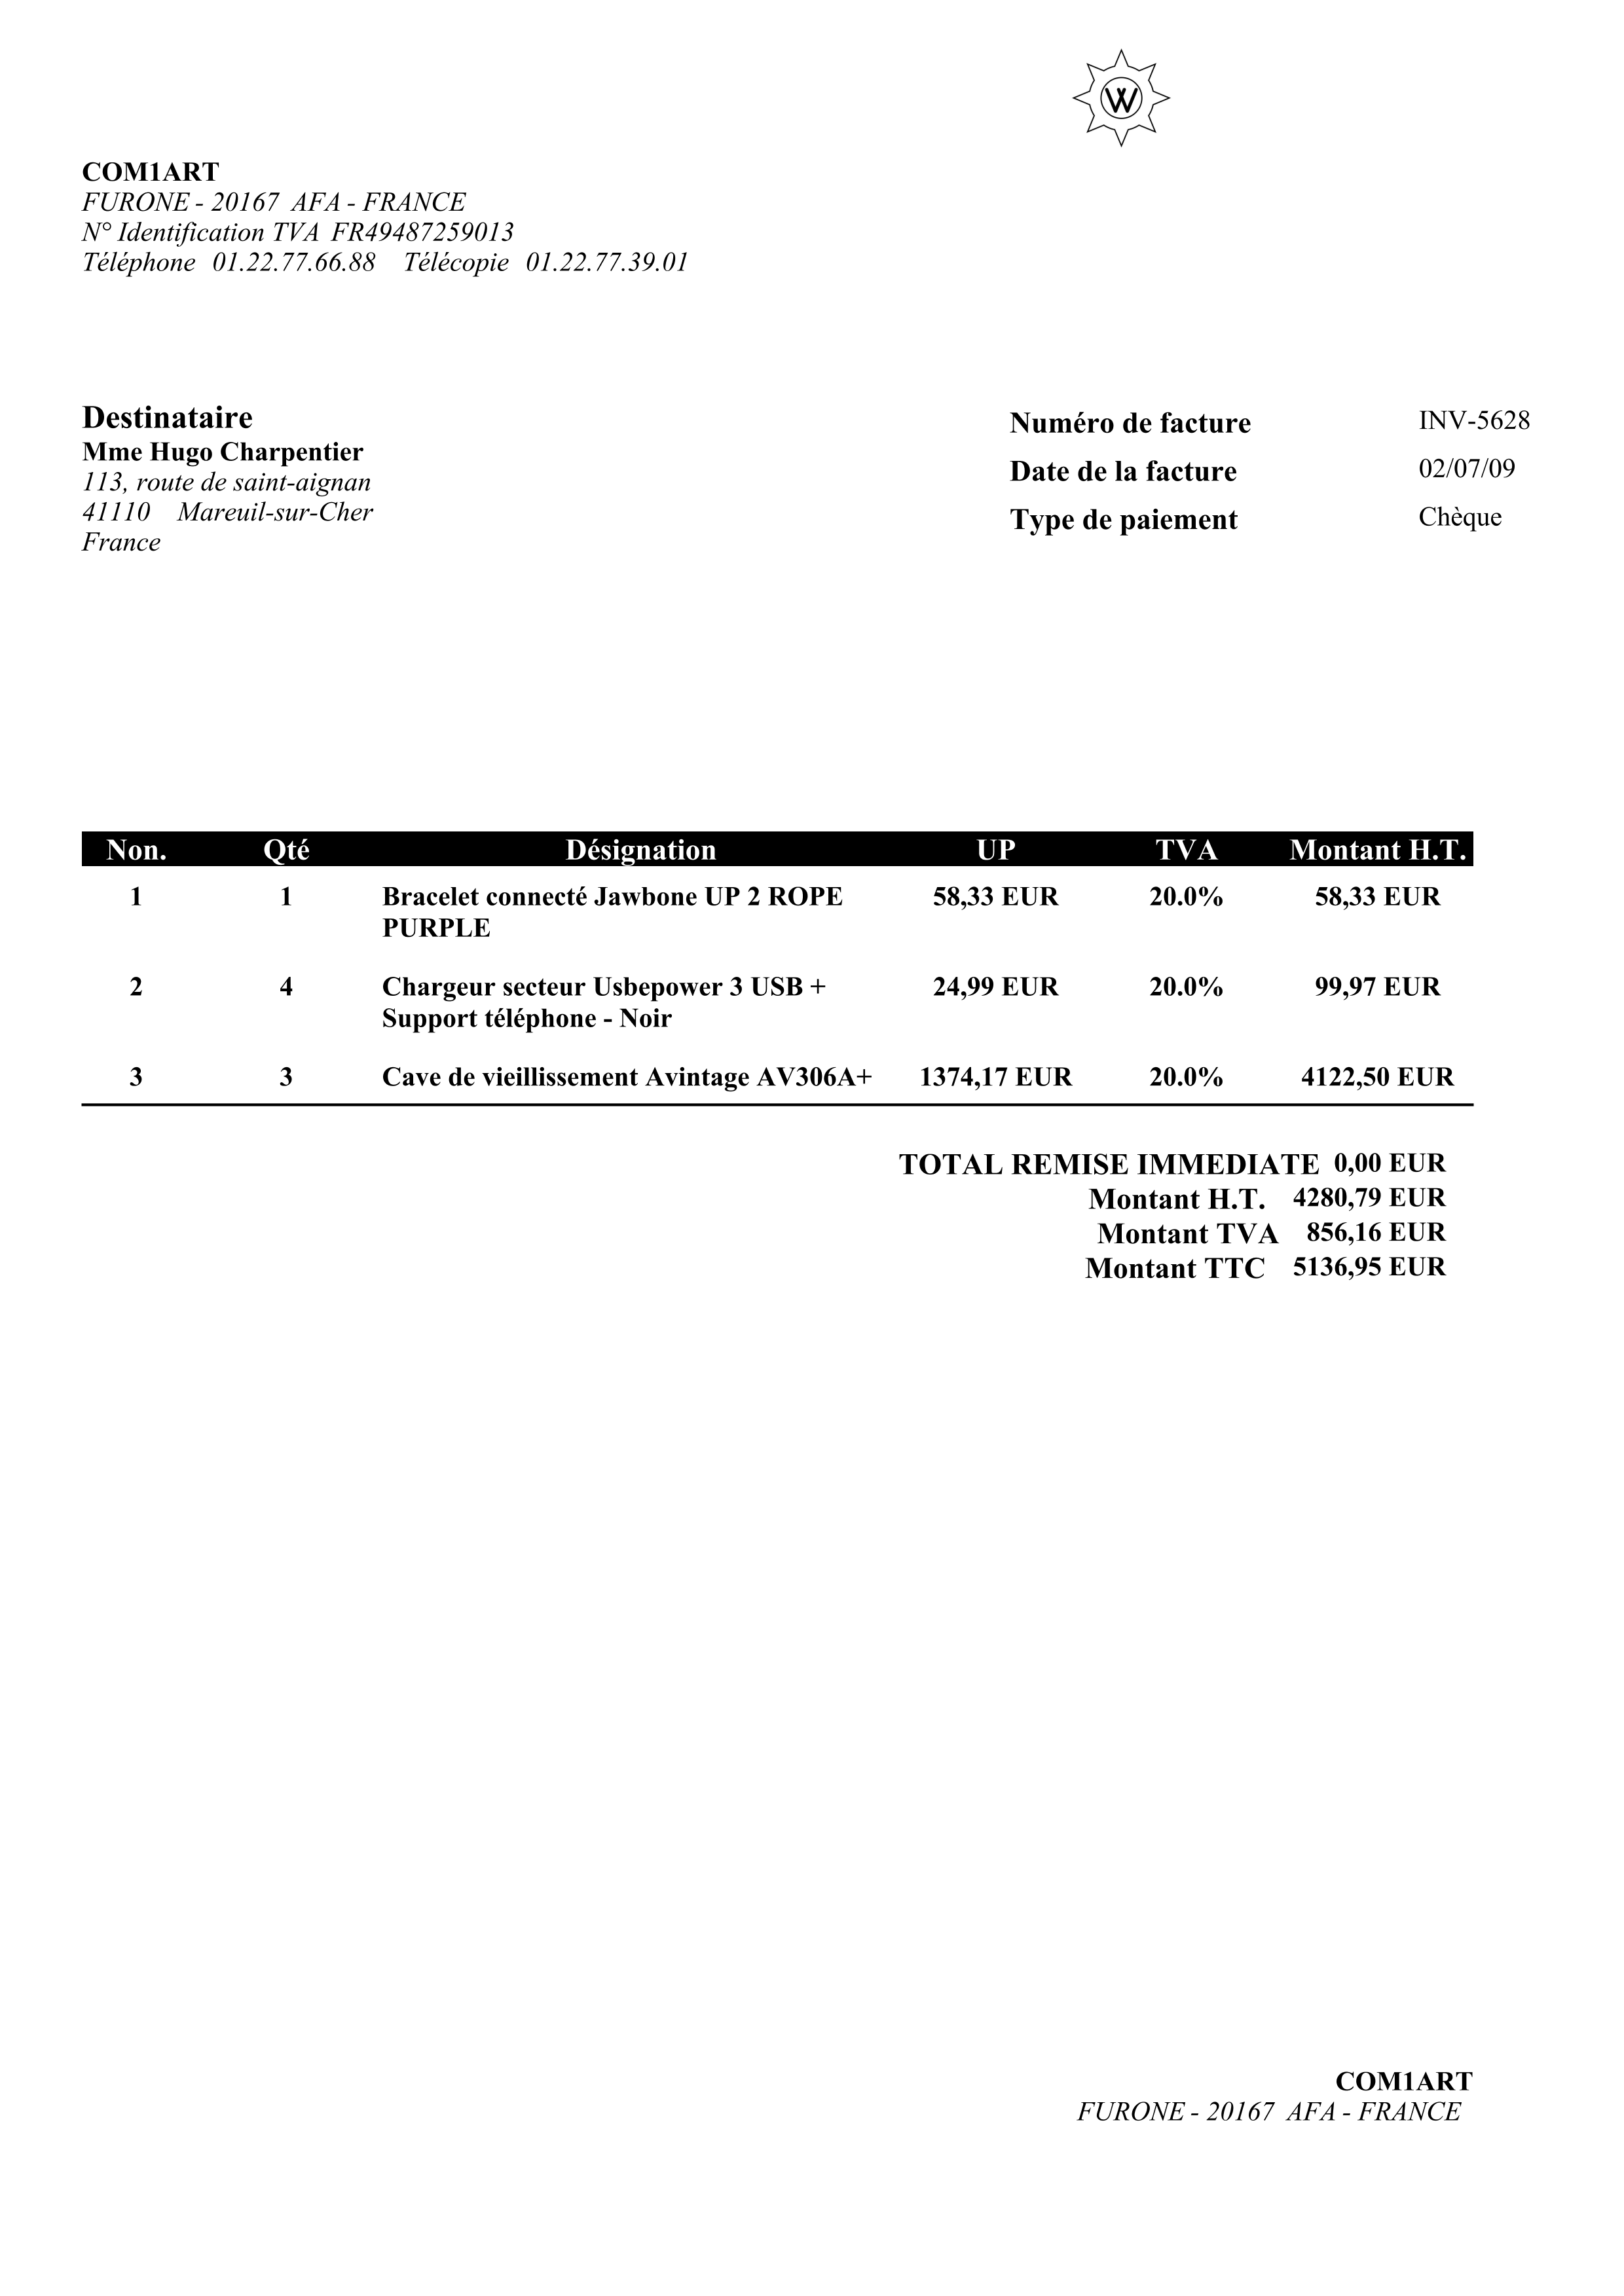 W
COM1ART
FURONE - 20167 AFA - FRANCE
N° Identification TVA FR49487259013
Téléphone 01.22.77.66.88 Télécopie 01.22.77.39.01
Destinataire
Mme Hugo Charpentier
113, route de saint-aignan
41110 Mareuil-sur-Cher
France
Numéro de facture INV-5628
Date de la facture 02/07/09
Type de paiement Chèque
Non. Qté Désignation UP TVA Montant H.T.
1 1 Bracelet connecté Jawbone UP 2 ROPE 58,33 EUR 20.0% 58,33 EUR
PURPLE
2 4 Chargeur secteur Usbepower 3 USB + 24,99 EUR 20.0% 99,97 EUR
Support téléphone - Noir
3 3 Cave de vieillissement Avintage AV306A+ 1374,17 EUR 20.0% 4122,50 EUR
TOTAL REMISE IMMEDIATE 0,00 EUR
Montant H.T. 4280,79 EUR
Montant TVA 856,16 EUR
Montant TTC 5136,95 EUR
COM1ART
FURONE - 20167 AFA - FRANCE